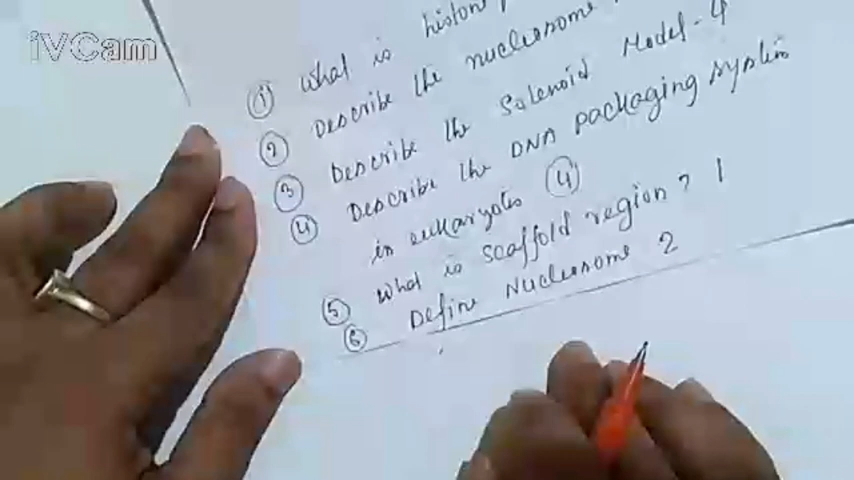 iVCam
① What is histone
② Describe the nucleosome
③ Describe the Solenoid Model - 4
④ Describe the DNA packaging system
in eukaryotes ④
⑤ What is scaffold region ? 1
⑥ Define Nucleosome 2